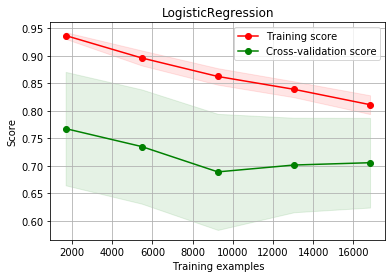 LogisticRegression
Training score
Cross-validation score
0.95
0.90
0.85
0.80
0.75
0.70
0.65
0.60
Score
2000 4000 6000 8000 10000 12000 14000 16000
Training examples